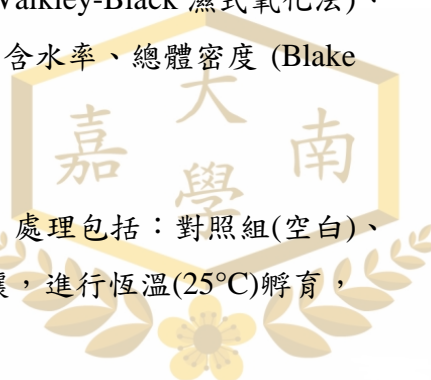 Walkley-Black 濕式氧化法)、
含水率、總體密度 (Blake
大
嘉 南
學
處理包括：對照組(空白)、
，進行恆溫(25°C)孵育，